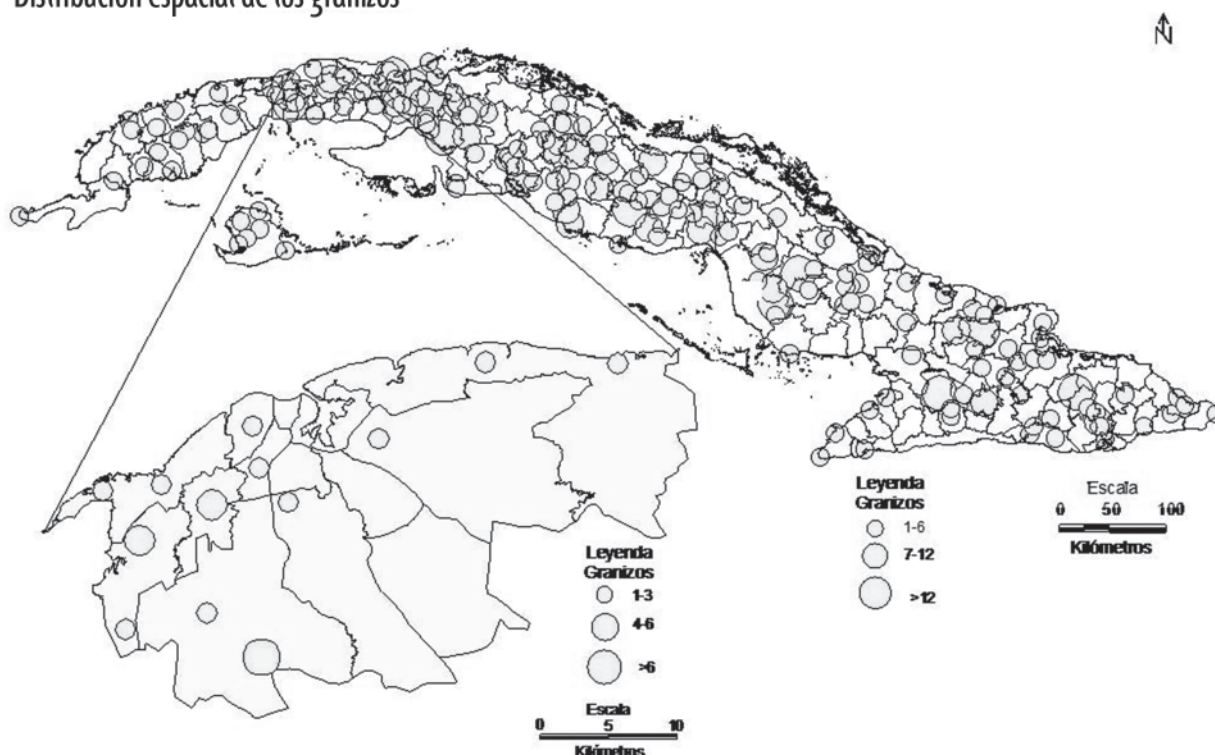 Distribución espacial de los granizos
N
Leyenda
Granizos
1-6
7-12
>12
Escala
0 50 100
Kilómetros
Leyenda
Granizos
1-3
4-6
>6
Escala
0 5 10
Kilómetros